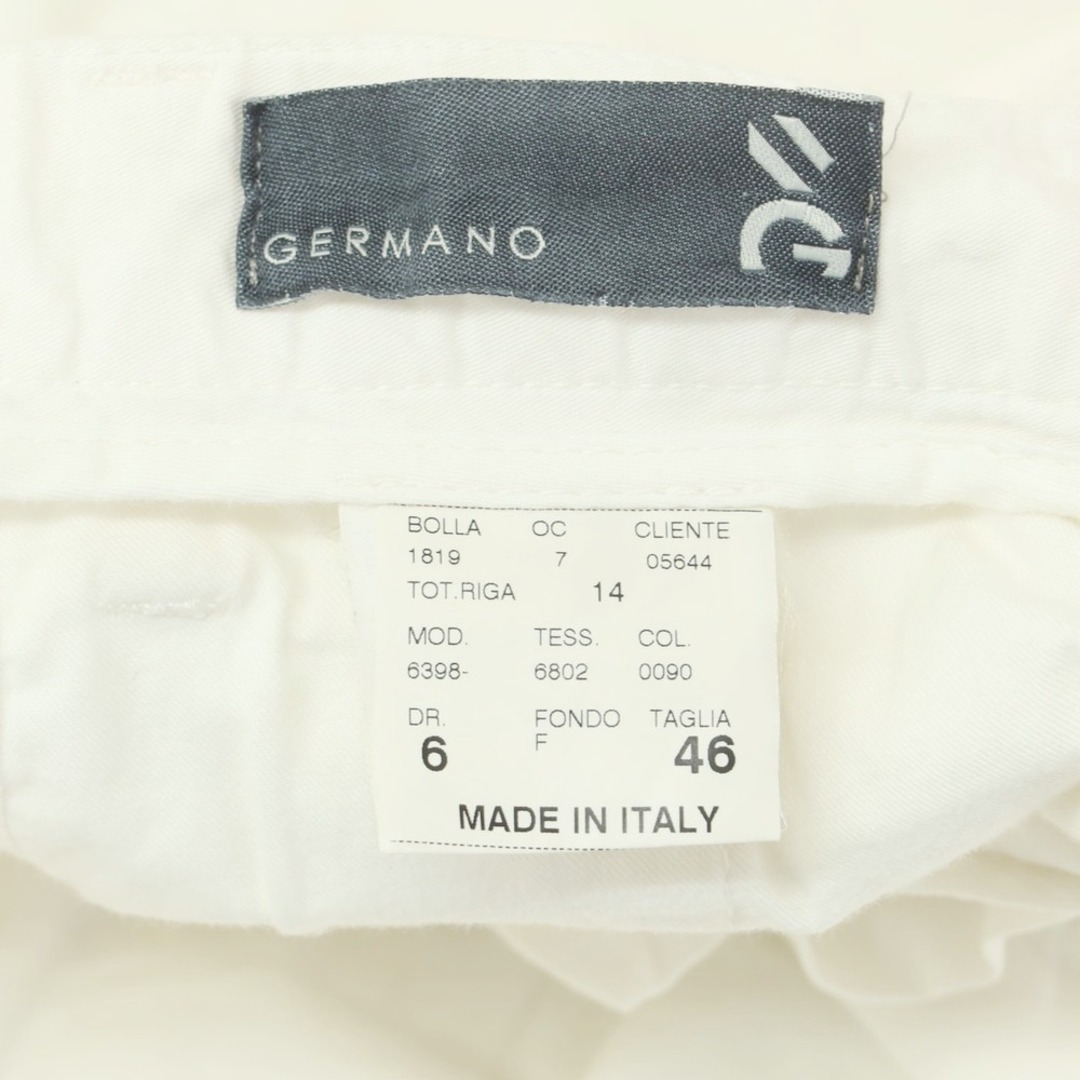 GERMANO
G
BOLLA OC CLIENTE
1819 7 05644
TOT.RIGA 14
MOD. TESS. COL.
6398- 6802 0090
DR. FONDO TAGLIA
6 F 46
MADE IN ITALY